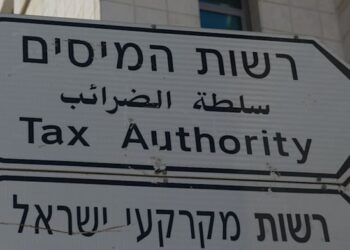 רשות המיסים
سلطة الضرائب
Tax Authority
רשות מקרקעי ישראל